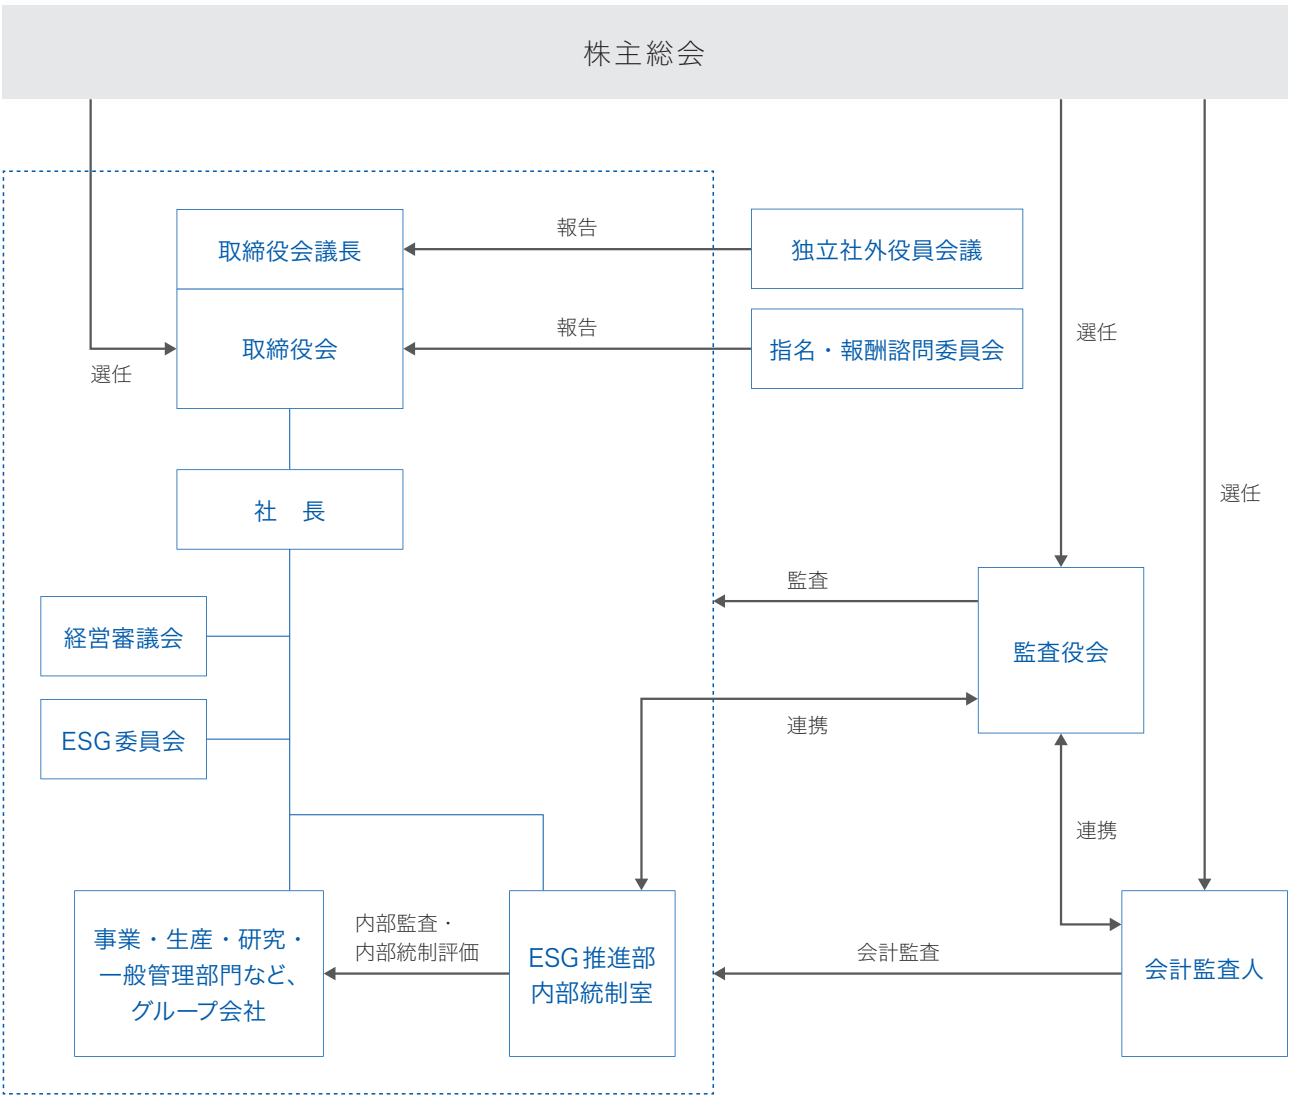 株主総会
報告
取締役会議長
独立社外役員会議
報告
取締役会
指名・報酬諮問委員会
選任
選任
選任
社　長
監査
経営審議会
監査役会
連携
ESG委員会
連携
内部監査・
内部統制評価
事業・生産・研究・
一般管理部門など、
グループ会社
ESG推進部
内部統制室
会計監査
会計監査人